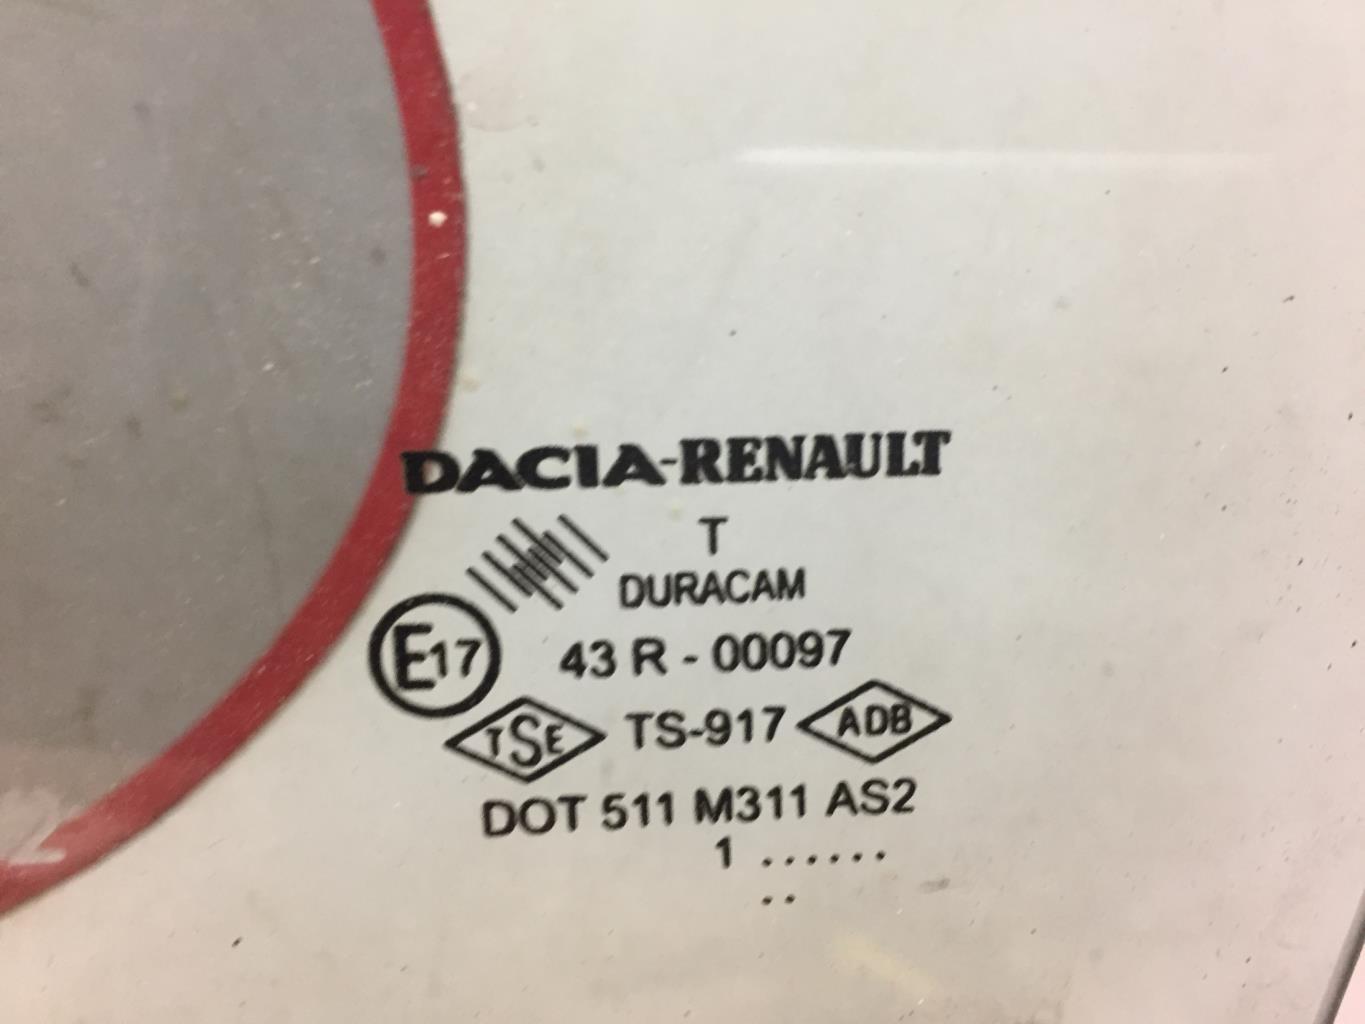 DACIA-RENAULT
T
DURACAM
E17 43 R - 00097
TSE TS-917 ADB
DOT 511 M311 AS2
1 ......
..